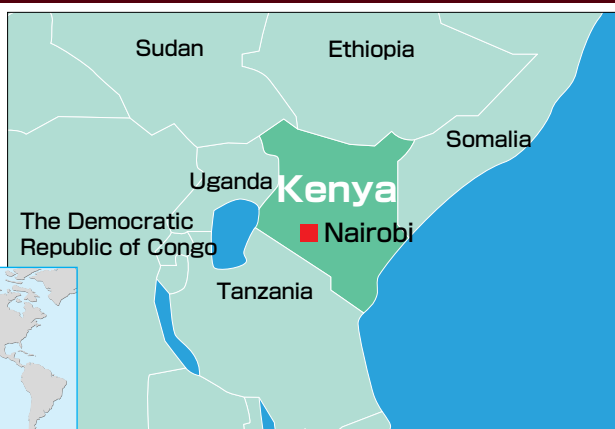 Sudan
Ethiopia
Somalia
Uganda
Kenya
The Democratic
Republic of Congo
Nairobi
Tanzania